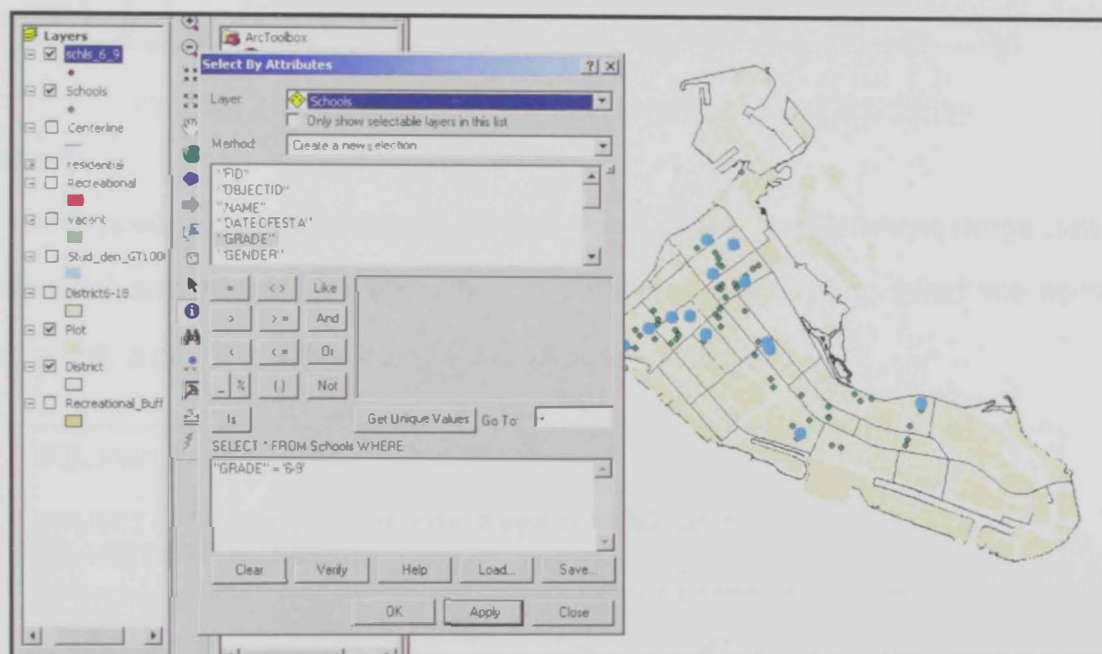 Layers
schls_6_9
Schools
Centerline
residential
Recreational
vacant
Stud_den_GT100
District6-18
Plot
District
Recreational_Buff
ArcToolbox
Select By Attributes
Layer:
Schools
Only show selectable layers in this list
Method:
Create a new selection
"FID"
"OBJECTID"
"NAME"
"DATEOFESTA"
"GRADE"
"GENDER"
= < > Like
> > = And
< < = Or
_ % ( ) Not
Is
Get Unique Values
Go To:
SELECT * FROM Schools WHERE:
"GRADE" = '6-9'
Clear Verify Help Load... Save...
OK Apply Close